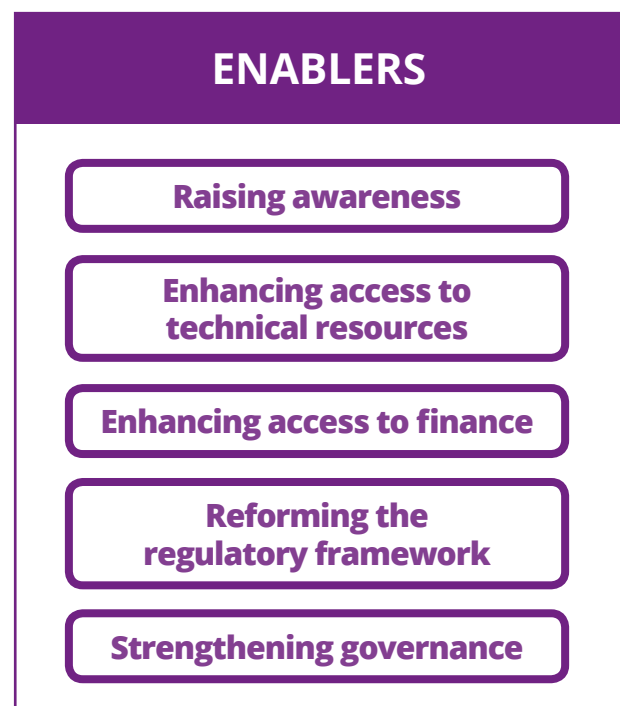 ENABLERS
Raising awareness
Enhancing access to
technical resources
Enhancing access to finance
Reforming the
regulatory framework
Strengthening governance